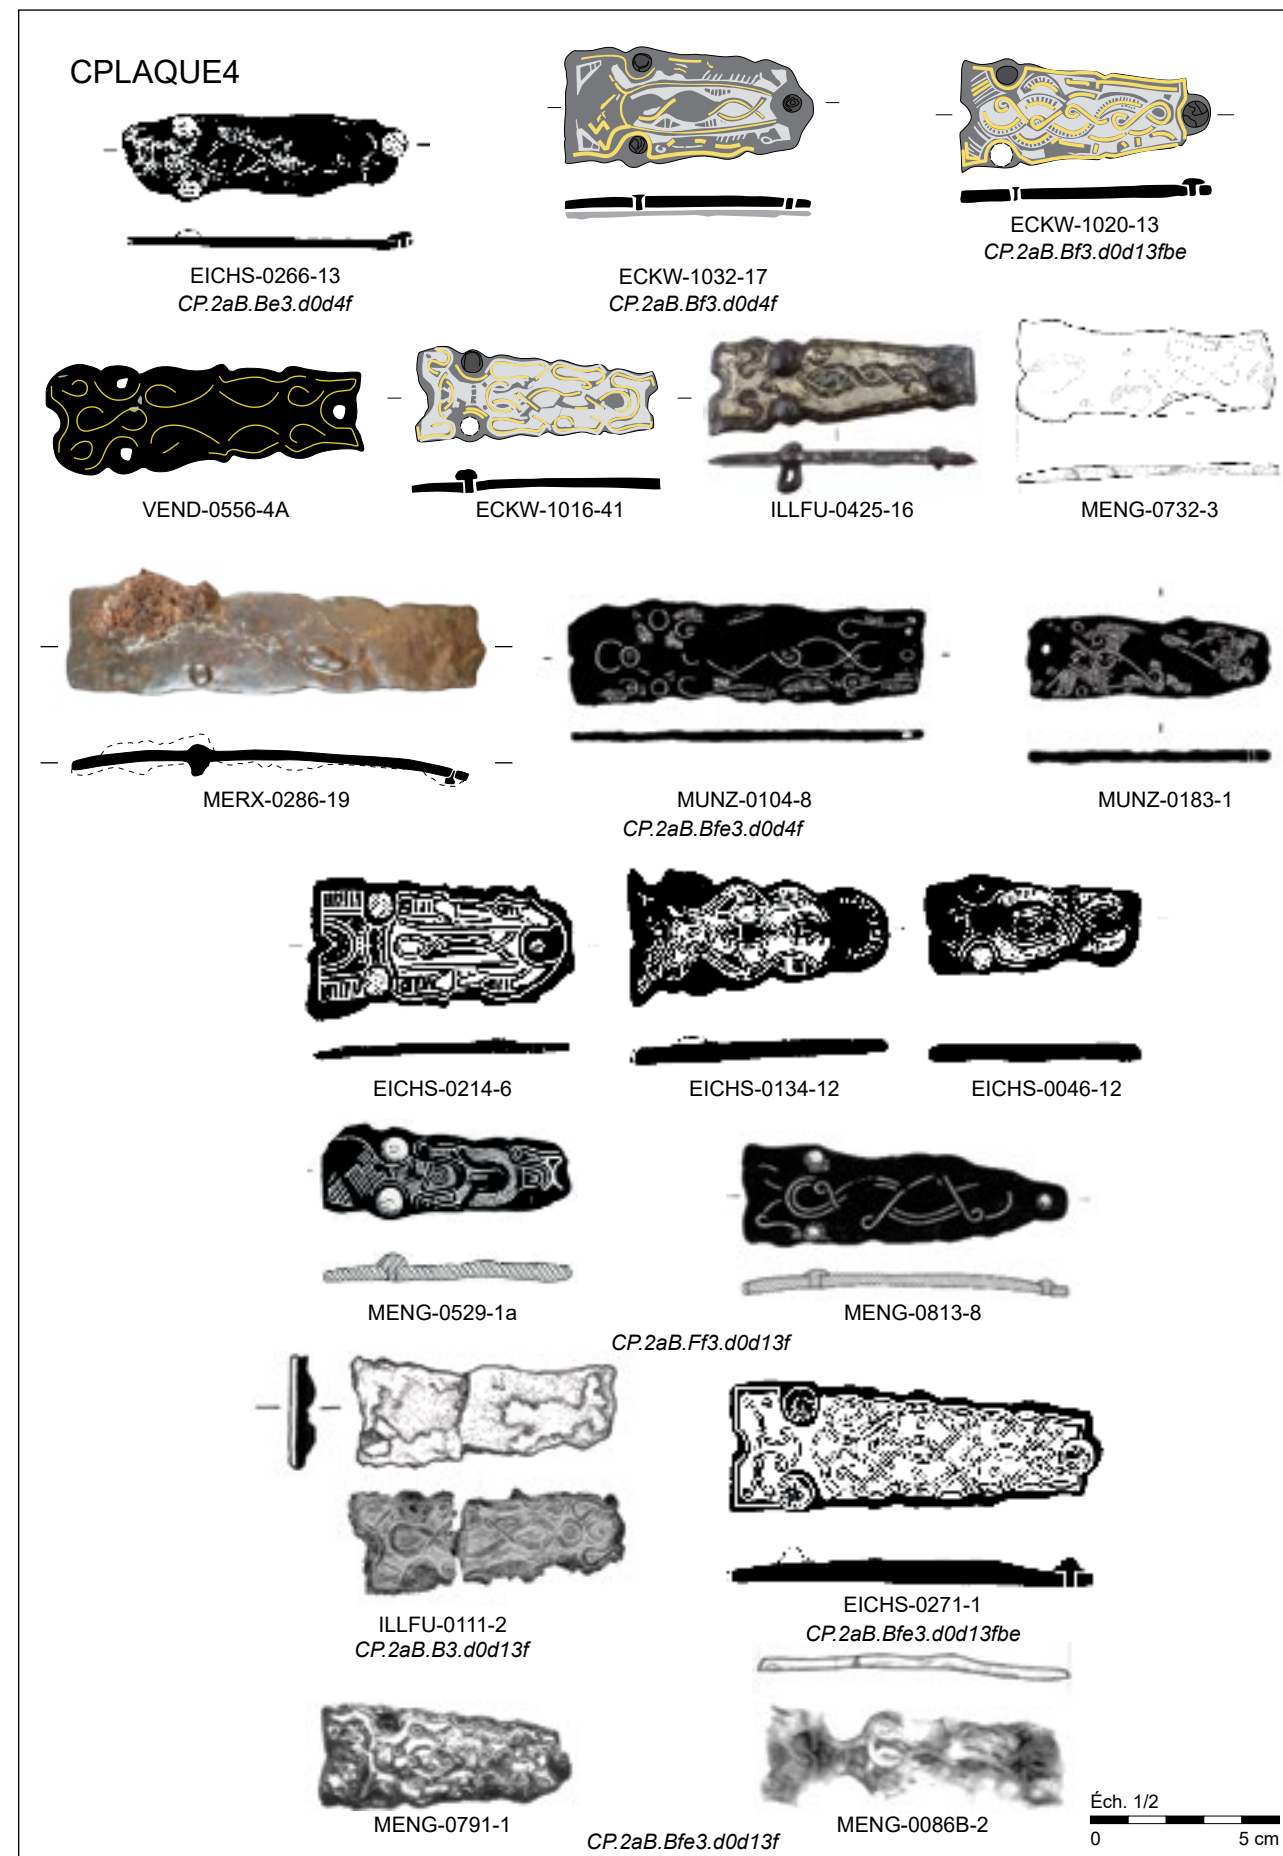 CPLAQUE4
EICHS-0266-13
CP.2aB.Be3.d0d4f
ECKW-1032-17
CP.2aB.Bf3.d0d4f
ECKW-1020-13
CP.2aB.Bf3.d0d13fbe
VEND-0556-4A
ECKW-1016-41
ILLFU-0425-16
MENG-0732-3
MERX-0286-19
MUNZ-0104-8
CP.2aB.Bfe3.d0d4f
MUNZ-0183-1
EICHS-0214-6
EICHS-0134-12
EICHS-0046-12
MENG-0529-1a
MENG-0813-8
CP.2aB.Ff3.d0d13f
ILLFU-0111-2
CP.2aB.B3.d0d13f
EICHS-0271-1
CP.2aB.Bfe3.d0d13fbe
MENG-0791-1
MENG-0086B-2
CP.2aB.Bfe3.d0d13f
Éch. 1/2
0 5 cm